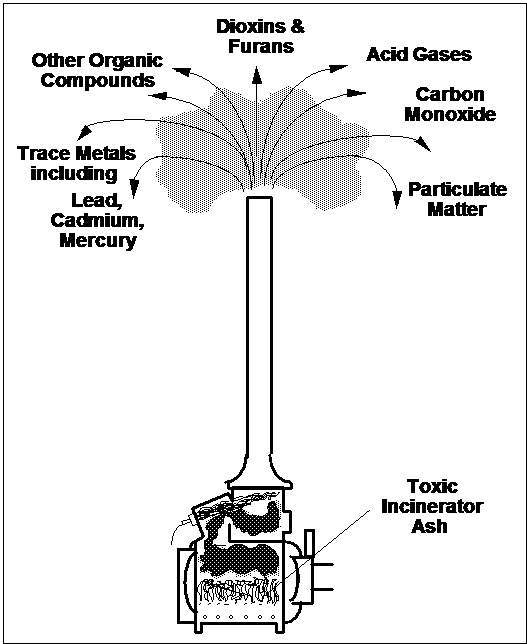 Dioxins &
Furans
Other Organic
Compounds
Acid Gases
Carbon
Monoxide
Trace Metals
including
Lead,
Cadmium,
Mercury
Particulate
Matter
Toxic
Incinerator
Ash